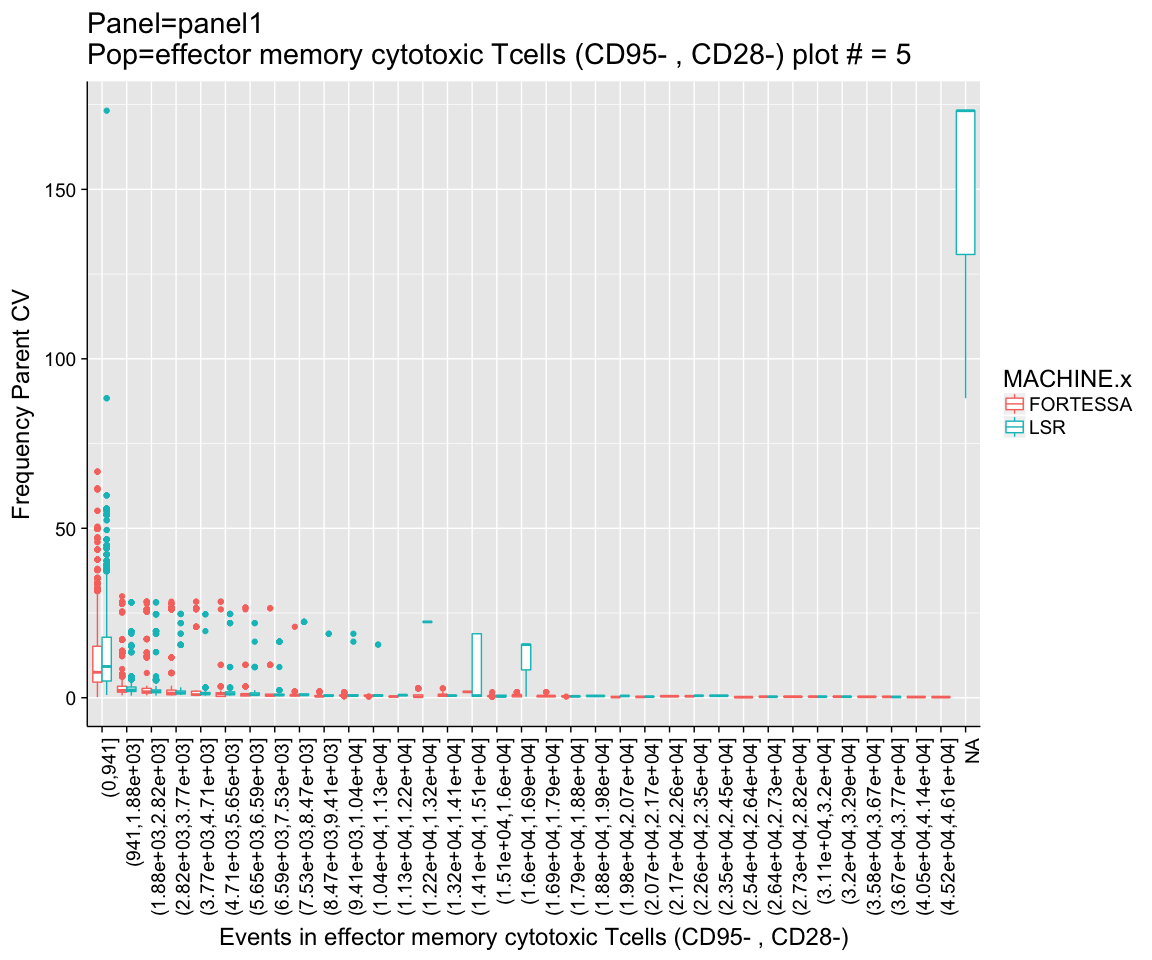 Panel=panel1
Pop=effector memory cytotoxic Tcells (CD95- , CD28-) plot # = 5
Frequency Parent CV
150
100
50
0
(0,941]
(941,1.88e+03]
(1.88e+03,2.82e+03]
(2.82e+03,3.77e+03]
(3.77e+03,4.71e+03]
(4.71e+03,5.65e+03]
(5.65e+03,6.59e+03]
(6.59e+03,7.53e+03]
(7.53e+03,8.47e+03]
(8.47e+03,9.41e+03]
(9.41e+03,1.04e+04]
(1.04e+04,1.13e+04]
(1.13e+04,1.22e+04]
(1.22e+04,1.32e+04]
(1.32e+04,1.41e+04]
(1.41e+04,1.51e+04]
(1.51e+04,1.6e+04]
(1.6e+04,1.69e+04]
(1.69e+04,1.79e+04]
(1.79e+04,1.88e+04]
(1.88e+04,1.98e+04]
(1.98e+04,2.07e+04]
(2.07e+04,2.17e+04]
(2.17e+04,2.26e+04]
(2.26e+04,2.35e+04]
(2.35e+04,2.45e+04]
(2.54e+04,2.64e+04]
(2.64e+04,2.73e+04]
(2.73e+04,2.82e+04]
(3.11e+04,3.2e+04]
(3.2e+04,3.29e+04]
(3.58e+04,3.67e+04]
(3.67e+04,3.77e+04]
(4.05e+04,4.14e+04]
(4.52e+04,4.61e+04]
NA
Events in effector memory cytotoxic Tcells (CD95- , CD28-)
MACHINE.x
FORTESSA
LSR